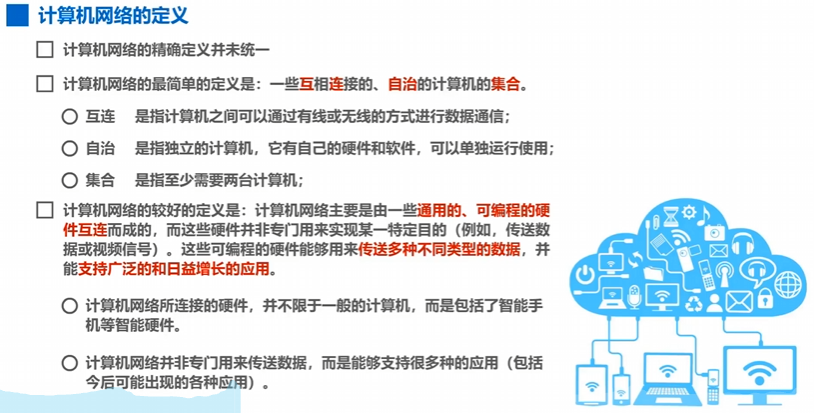 计算机网络的定义
计算机网络的精确定义并未统一
计算机网络的最简单的定义是：一些互相连接的、自治的计算机的集合。
互连 是指计算机之间可以通过有线或无线的方式进行数据通信；
自治 是指独立的计算机，它有自己的硬件和软件，可以单独运行使用；
集合 是指至少需要两台计算机；
计算机网络的较好的定义是：计算机网络主要是由一些通用的、可编程的硬
件互连而成的，而这些硬件并非专门用来实现某一特定目的（例如，传送数
据或视频信号）。这些可编程的硬件能够用来传送多种不同类型的数据，并
能支持广泛的和日益增长的应用。
计算机网络所连接的硬件，并不限于一般的计算机，而是包括了智能手
机等智能硬件。
计算机网络并非专门用来传送数据，而是能够支持很多种的应用（包括
今后可能出现的各种应用）。